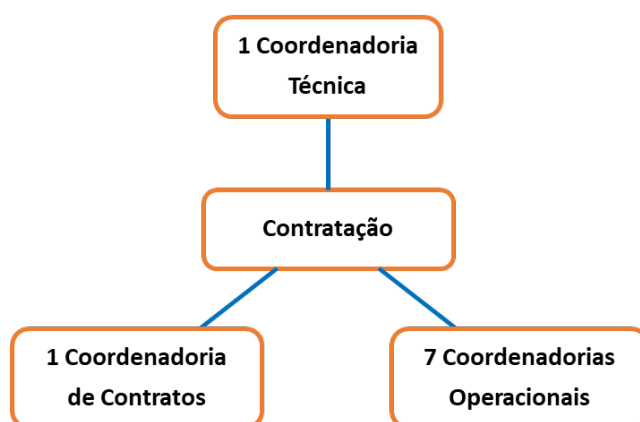 1 Coordenadoria
Técnica
Contratação
1 Coordenadoria
de Contratos
7 Coordenadorias
Operacionais